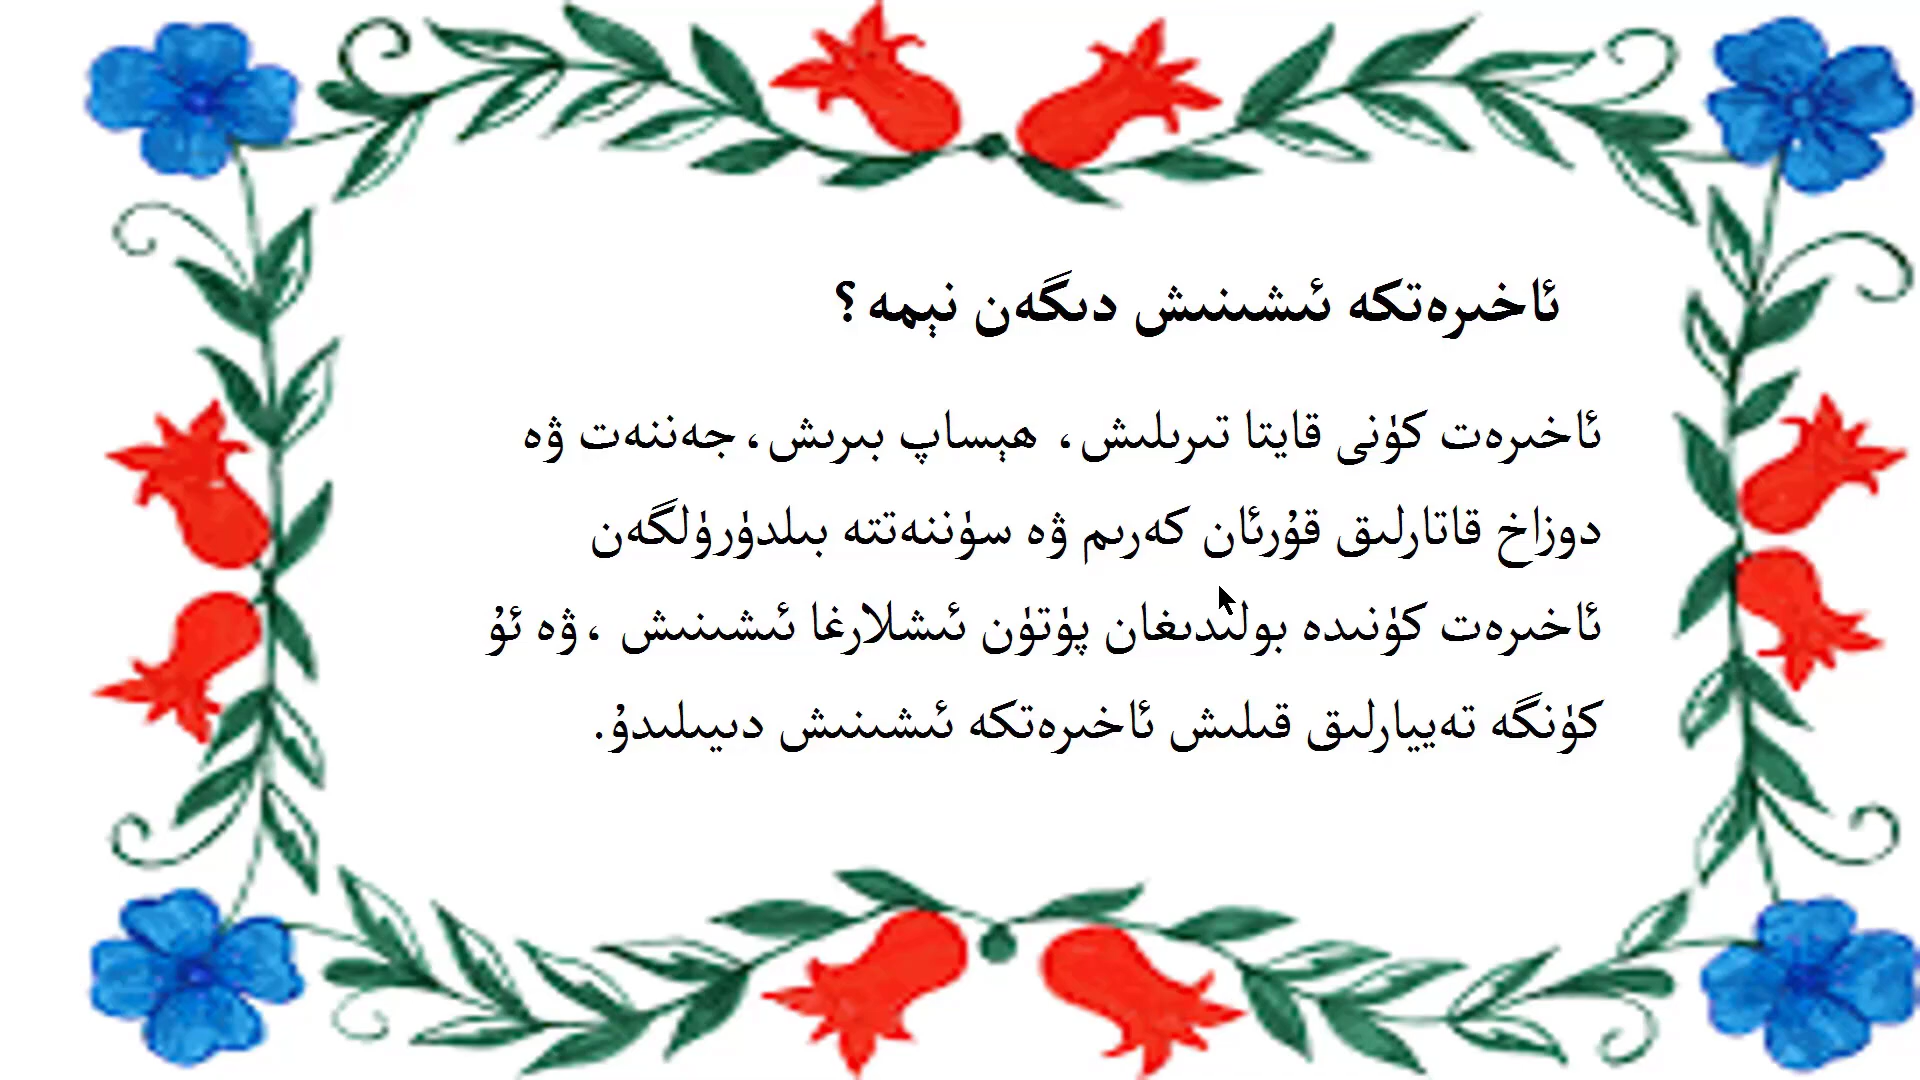 ئاخىرەتكە ئىشىنىش دىگەن نېمە ؟
ئاخىرەت كۈنى قايتا تىرىلىش، ھېساپ بىرىش، جەننەت ۋە
دوزاخ قاتارلىق قۇرئان كەرىم ۋە سۈننەتتە بىلدۈرۈلگەن
ئاخىرەت كۈنىدە بولىدىغان پۈتۈن ئىشلارغا ئىشىنىش ،ۋە ئۇ
كۈنگە تەييارلىق قىلىش ئاخىرەتكە ئىشىنىش دىيىلىدۇ.